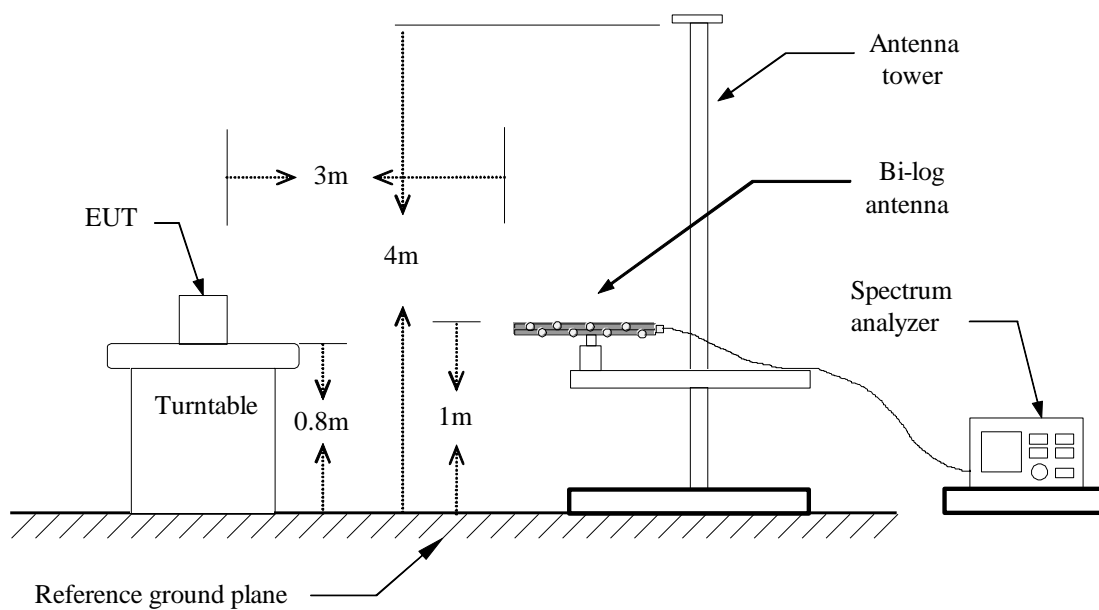 Antenna
tower
3m
Bi-log
antenna
EUT
4m
Spectrum
analyzer
Turntable
0.8m
1m
Reference ground plane